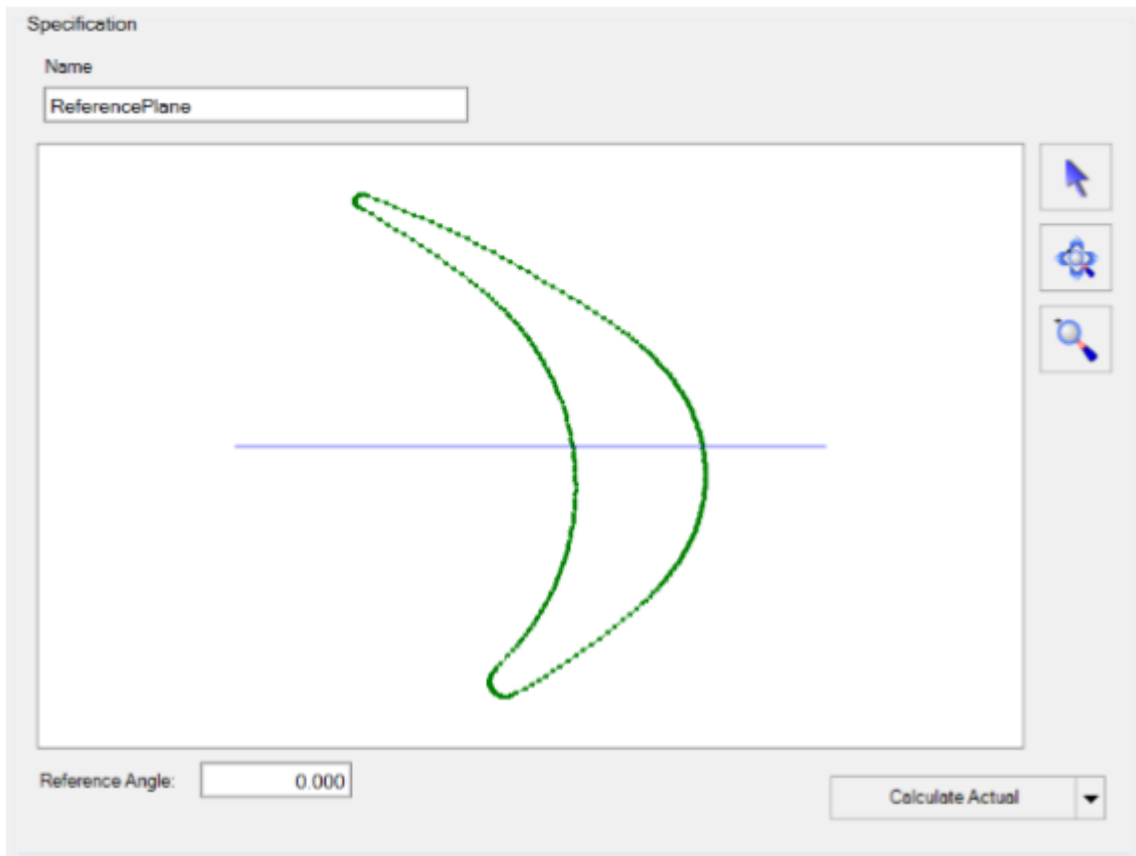 Specification
Name
ReferencePlane
Reference Angle: 0.000
Calculate Actual